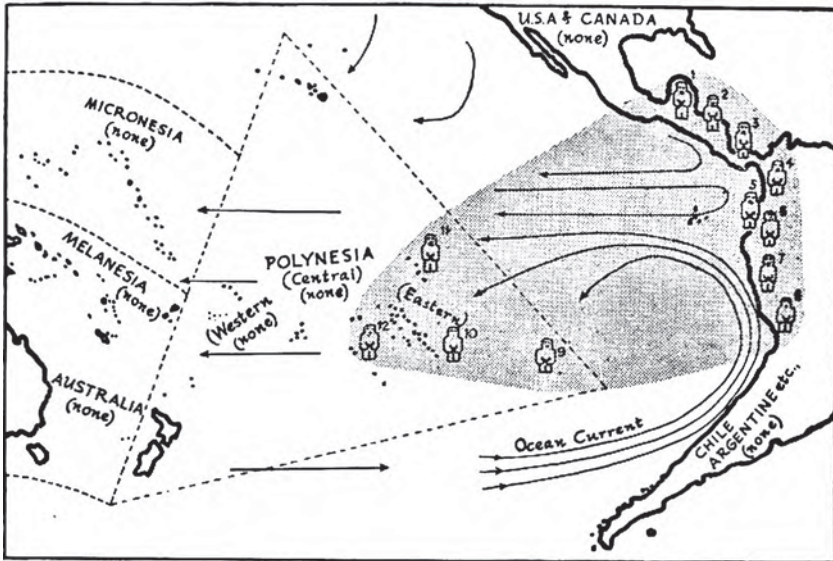 U.S.A & CANADA
(none)
1
2
3
4
5
6
7
8
MICRONESIA
(none)
MELANESIA
(none)
POLYNESIA
(Central)
(none)
(Western)
(none)
(Eastern)
11
12
10
9
AUSTRALIA
(none)
Ocean Current
CHILE
ARGENTINE etc.,
(none)